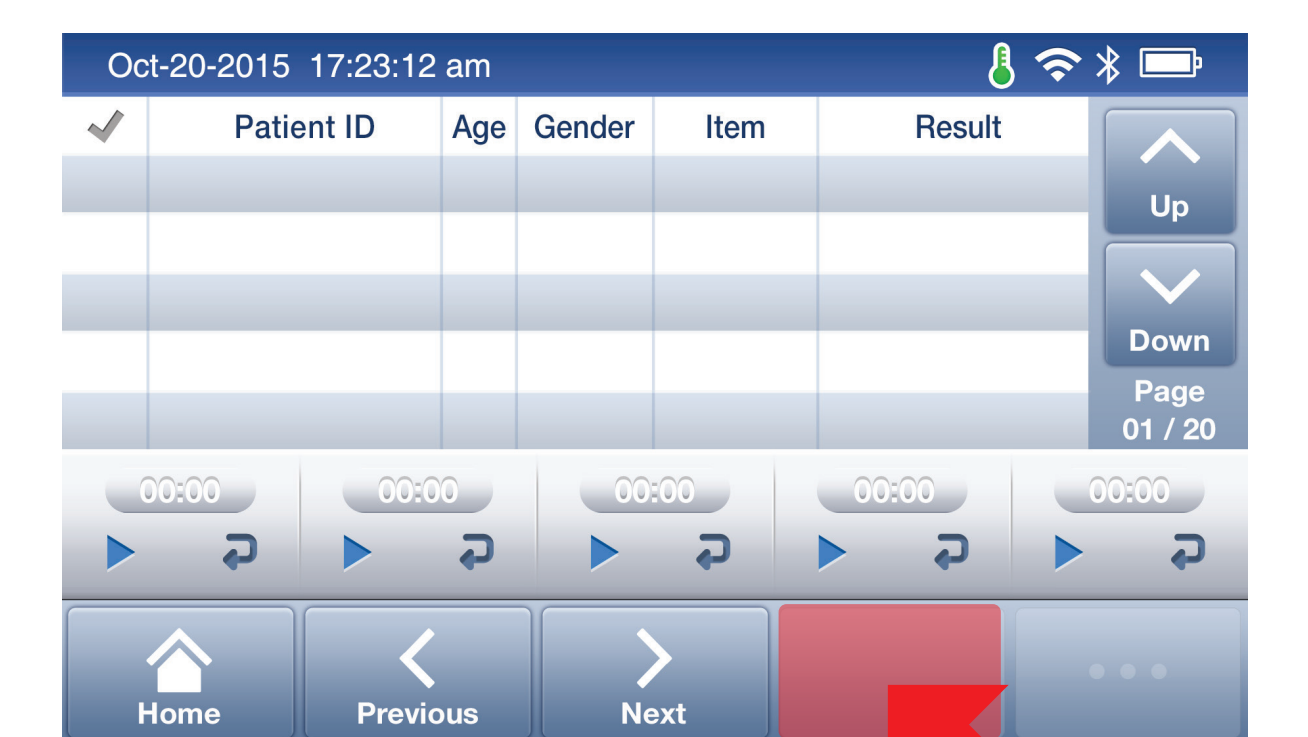 Oct-20-2015 17:23:12 am
Patient ID Age Gender Item Result
Up
Down
Page
01 / 20
00:00 00:00 00:00 00:00 00:00
Home Previous Next